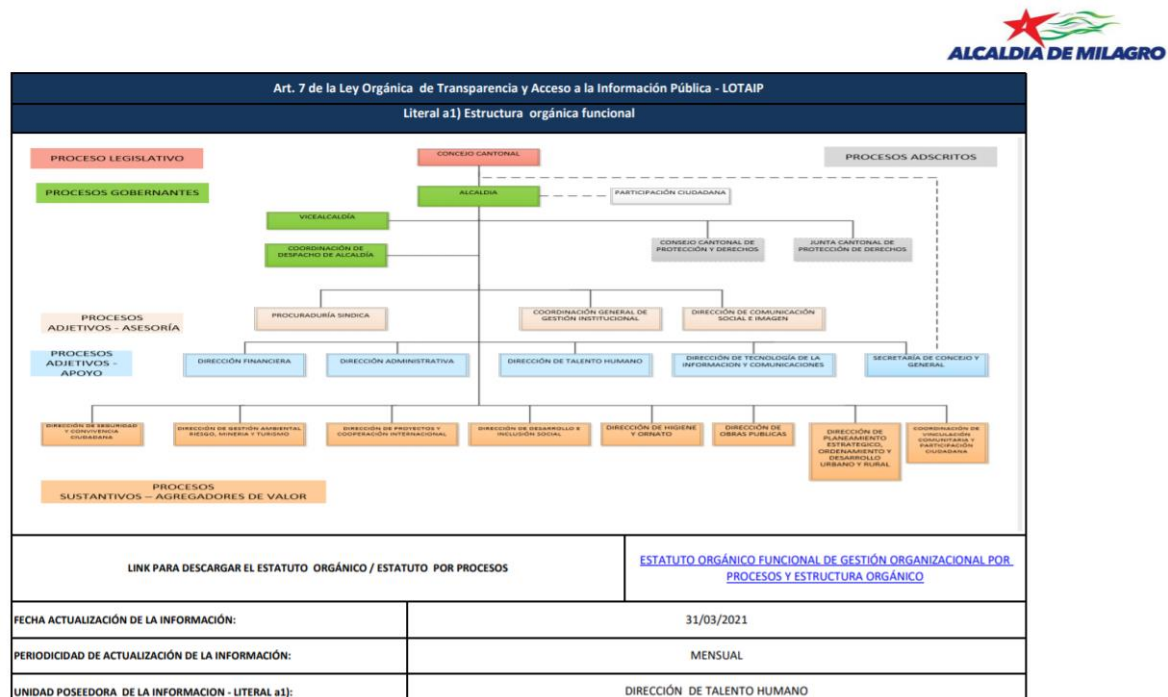 ALCALDIA DE MILAGRO
Art. 7 de la Ley Orgánica de Transparencia y Acceso a la Información Pública - LOTAIP
Literal a1) Estructura orgánica funcional
PROCESO LEGISLATIVO
CONCEJO CANTONAL
PROCESOS ADSCRITOS
PROCESOS GOBERNANTES
ALCALDIA
PARTICIPACIÓN CIUDADANA
VICEALCALDÍA
COORDINACIÓN DE
DESPACHO DE ALCALDÍA
CONSEJO CANTONAL DE
PROTECCIÓN Y DERECHOS
JUNTA CANTONAL DE
PROTECCIÓN DE DERECHOS
PROCESOS
ADJETIVOS - ASESORÍA
PROCURADURÍA SINDICA
COORDINACIÓN GENERAL DE
GESTIÓN INSTITUCIONAL
DIRECCIÓN DE COMUNICACIÓN
SOCIAL E IMAGEN
PROCESOS
ADJETIVOS -
APOYO
DIRECCIÓN FINANCIERA
DIRECCIÓN ADMINISTRATIVA
DIRECCIÓN DE TALENTO HUMANO
DIRECCIÓN DE TECNOLOGÍA DE LA
INFORMACION Y COMUNICACIONES
SECRETARÍA DE CONCEJO Y
GENERAL
DIRECCIÓN DE SEGURIDAD
Y CONVIVENCIA
CIUDADANA
DIRECCIÓN DE GESTIÓN AMBIENTAL
RIESGO, MINERIA Y TURISMO
DIRECCIÓN DE PROYECTOS Y
COOPERACIÓN INTERNACIONAL
DIRECCIÓN DE DESARROLLO E
INCLUSIÓN SOCIAL
DIRECCIÓN DE HIGIENE
Y ORNATO
DIRECCIÓN DE
OBRAS PUBLICAS
DIRECCIÓN DE
PLANEAMIENTO
ESTRATEGICO,
ORDENAMIENTO Y
DESARROLLO
URBANO Y RURAL
COORDINACIÓN DE
VINCULACIÓN
COMUNITARIA Y
PARTICIPACIÓN
CIUDADANA
PROCESOS
SUSTANTIVOS – AGREGADORES DE VALOR
LINK PARA DESCARGAR EL ESTATUTO ORGÁNICO / ESTATUTO POR PROCESOS
ESTATUTO ORGÁNICO FUNCIONAL DE GESTIÓN ORGANIZACIONAL POR
PROCESOS Y ESTRUCTURA ORGÁNICO
FECHA ACTUALIZACIÓN DE LA INFORMACIÓN:
31/03/2021
PERIODICIDAD DE ACTUALIZACIÓN DE LA INFORMACIÓN:
MENSUAL
UNIDAD POSEEDORA DE LA INFORMACION - LITERAL a1):
DIRECCIÓN DE TALENTO HUMANO